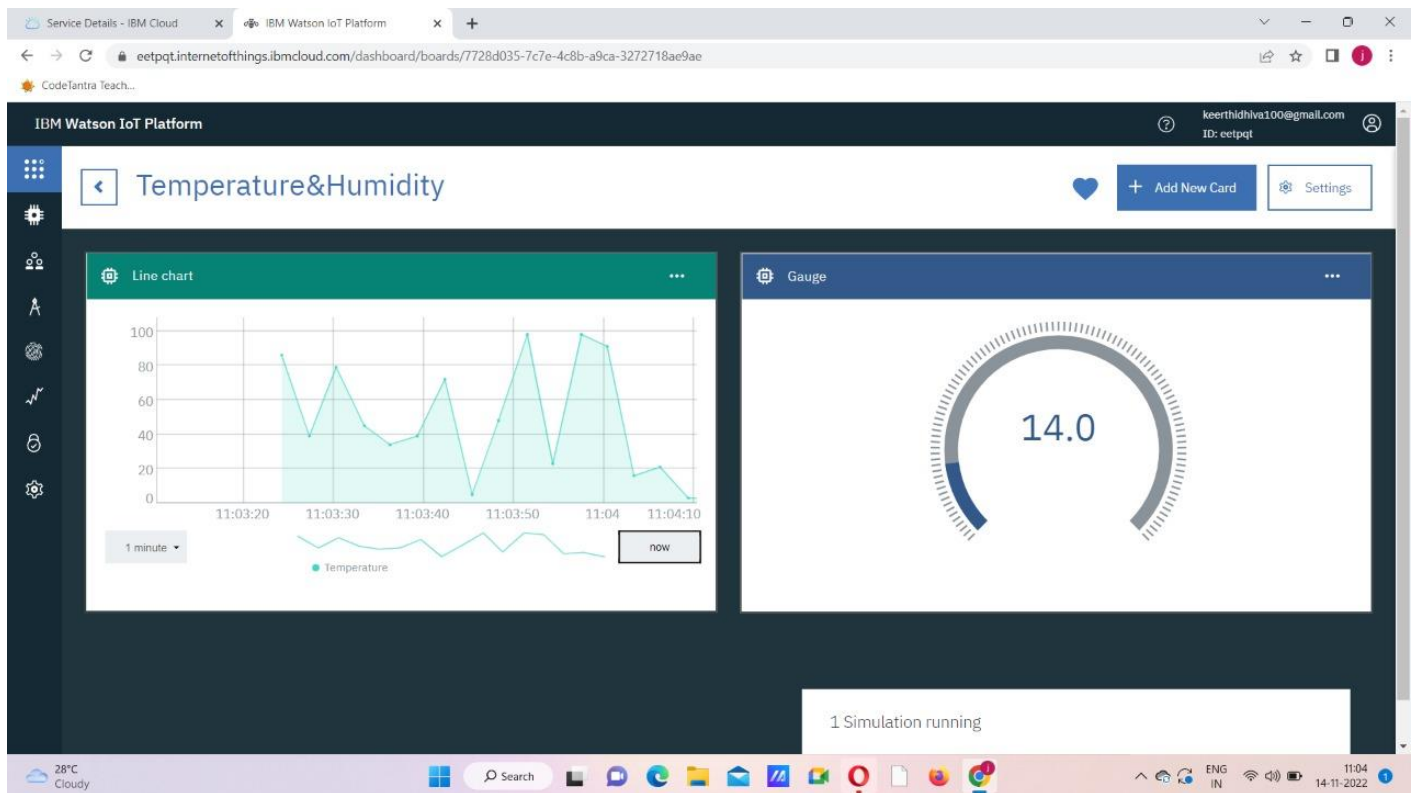 Service Details - IBM Cloud
IBM Watson IoT Platform
eetpqt.internetofthings.ibmcloud.com/dashboard/boards/7728d035-7c7e-4c8b-a9ca-3272718ae9ae
j
CodeTantra Teach...
IBM Watson IoT Platform
keerthidhiva100@gmail.com
ID: eetpqt
Temperature&Humidity
+ Add New Card
Settings
Line chart
100
80
60
40
20
0
11:03:20 11:03:30 11:03:40 11:03:50 11:04 11:04:10
1 minute
now
Temperature
Gauge
14.0
1 Simulation running
28°C
Cloudy
Search
ENG
IN
11:04
14-11-2022
1